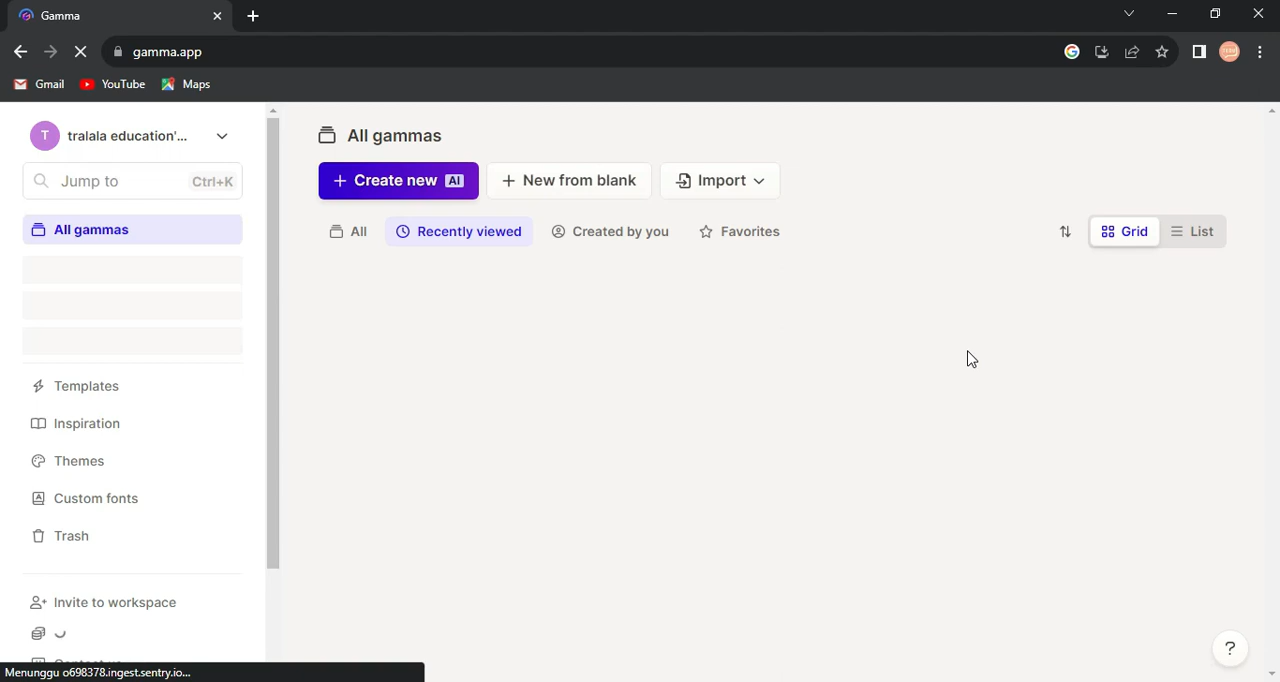 Gamma
gamma.app
Gmail
YouTube
Maps
T
tralala education'...
Jump to
Ctrl+K
All gammas
Templates
Inspiration
Themes
Custom fonts
Trash
Invite to workspace
Menunggu o698378.ingest.sentry.io...
All gammas
+ Create new AI
+ New from blank
Import
All
Recently viewed
Created by you
Favorites
Grid
List
?